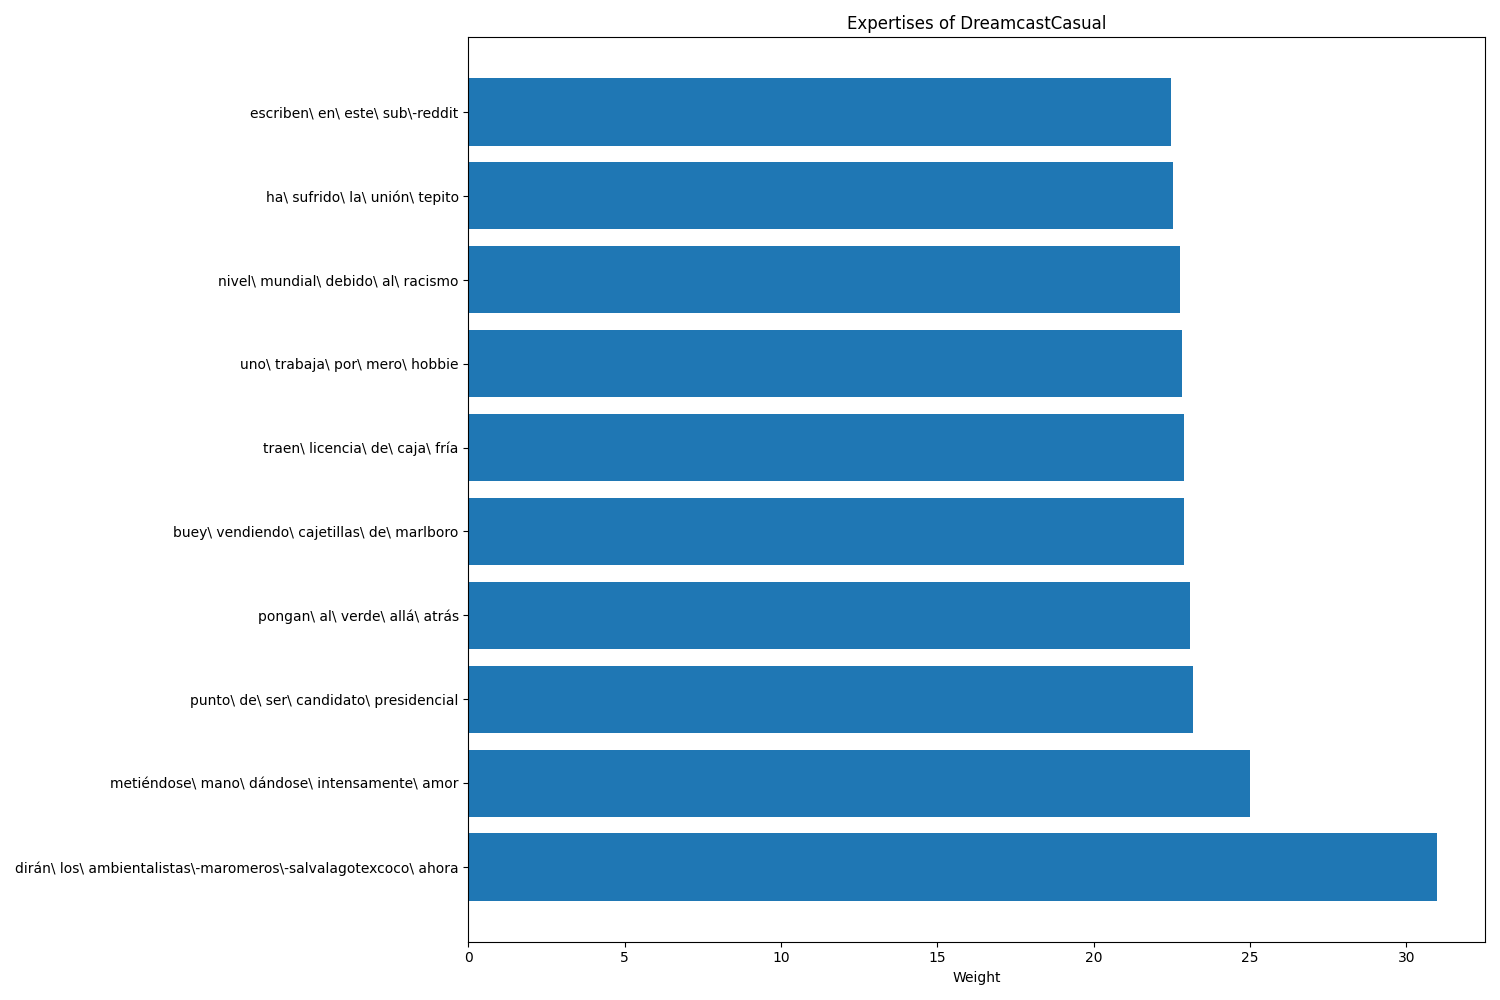 Expertises of DreamcastCasual
escriben\ en\ este\ sub\-reddit
ha\ sufrido\ la\ unión\ tepito
nivel\ mundial\ debido\ al\ racismo
uno\ trabaja\ por\ mero\ hobbie
traen\ licencia\ de\ caja\ fría
buey\ vendiendo\ cajetillas\ de\ marlboro
pongan\ al\ verde\ allá\ atrás
punto\ de\ ser\ candidato\ presidencial
metiéndose\ mano\ dándose\ intensamente\ amor
dirán\ los\ ambientalistas\-maromeros\-salvalagotexcoco\ ahora
0 5 10 15 20 25 30
Weight